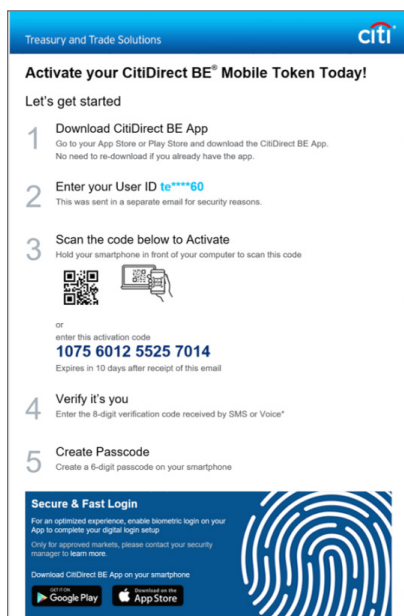 Treasury and Trade Solutions
citi
Activate your CitiDirect BE® Mobile Token Today!
Let's get started
1
Download CitiDirect BE App
Go to your App Store or Play Store and download the CitiDirect BE App.
No need to re-download if you already have the app.
2
Enter your User ID te****60
This was sent in a separate email for security reasons.
3
Scan the code below to Activate
Hold your smartphone in front of your computer to scan this code
or
enter this activation code
1075 6012 5525 7014
Expires in 10 days after receipt of this email
4
Verify it's you
Enter the 8-digit verification code received by SMS or Voice*
5
Create Passcode
Create a 6-digit passcode on your smartphone
Secure & Fast Login
For an optimized experience, enable biometric login on your
App to complete your digital login setup
Only for approved markets, please contact your security
manager to learn more.
Download CitiDirect BE App on your smartphone
GET IT ON
Google Play
Download on the
App Store